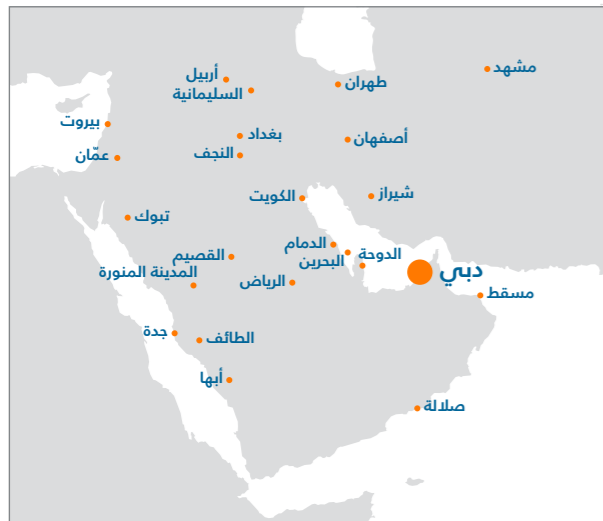 مشهد
أربيل
طهران
السليمانية
بيروت
بغداد
أصفهان
عمّان
النجف
شيراز
الكويت
تبوك
الدمام
القصيم
البحرين
الدوحة
دبي
المدينة المنورة
الرياض
مسقط
جدة
الطائف
أبها
صلالة